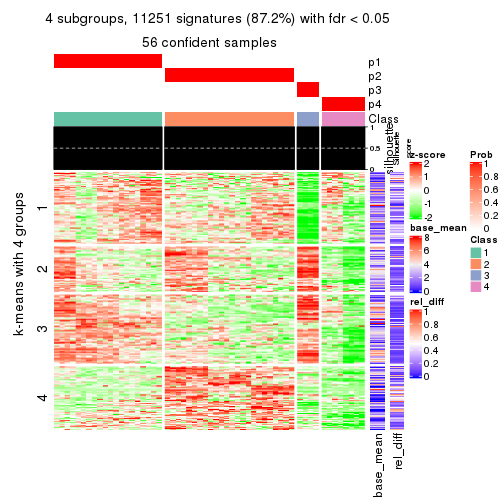 4 subgroups, 11251 signatures (87.2%) with fdr < 0.05
56 confident samples
p1
p2
p3
p4
Class
1
0.5
0
silhouette
Silhouette
score
k-means with 4 groups
1
2
3
4
base_mean
rel_diff
z-score
2
1
0
-1
-2
base_mean
8
6
4
2
0
rel_diff
1
0.8
0.6
0.4
0.2
0
Prob
1
0.8
0.6
0.4
0.2
0
Class
1
2
3
4